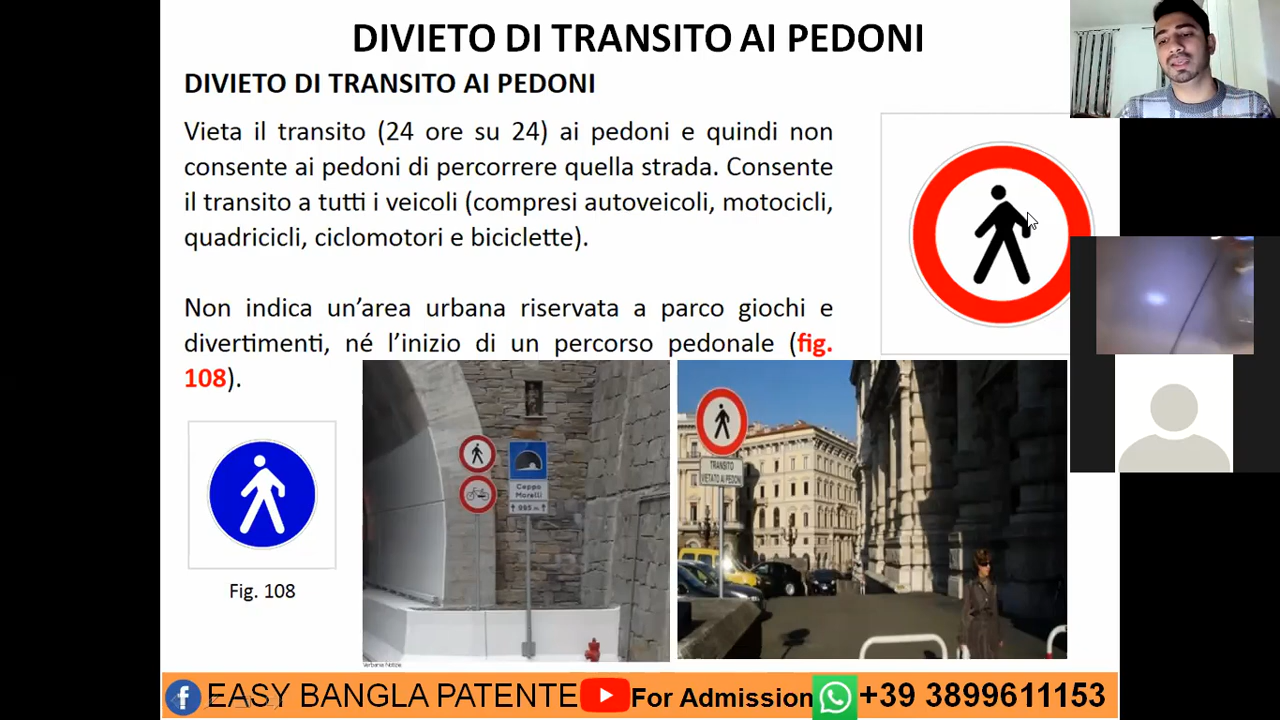 DIVIETO DI TRANSITO AI PEDONI
DIVIETO DI TRANSITO AI PEDONI
Vieta il transito (24 ore su 24) ai pedoni e quindi non
consente ai pedoni di percorrere quella strada. Consente
il transito a tutti i veicoli (compresi autoveicoli, motocicli,
quadricicli, ciclomotori e biciclette).
Non indica un’area urbana riservata a parco giochi e
divertimenti, né l’inizio di un percorso pedonale (fig.
108).
Fig. 108
Ceppo
Morelli
995 m
Verbania Notizie
TRANSITO
VIETATO AI PEDONI
EASY BANGLA PATENTE For Admission +39 3899611153